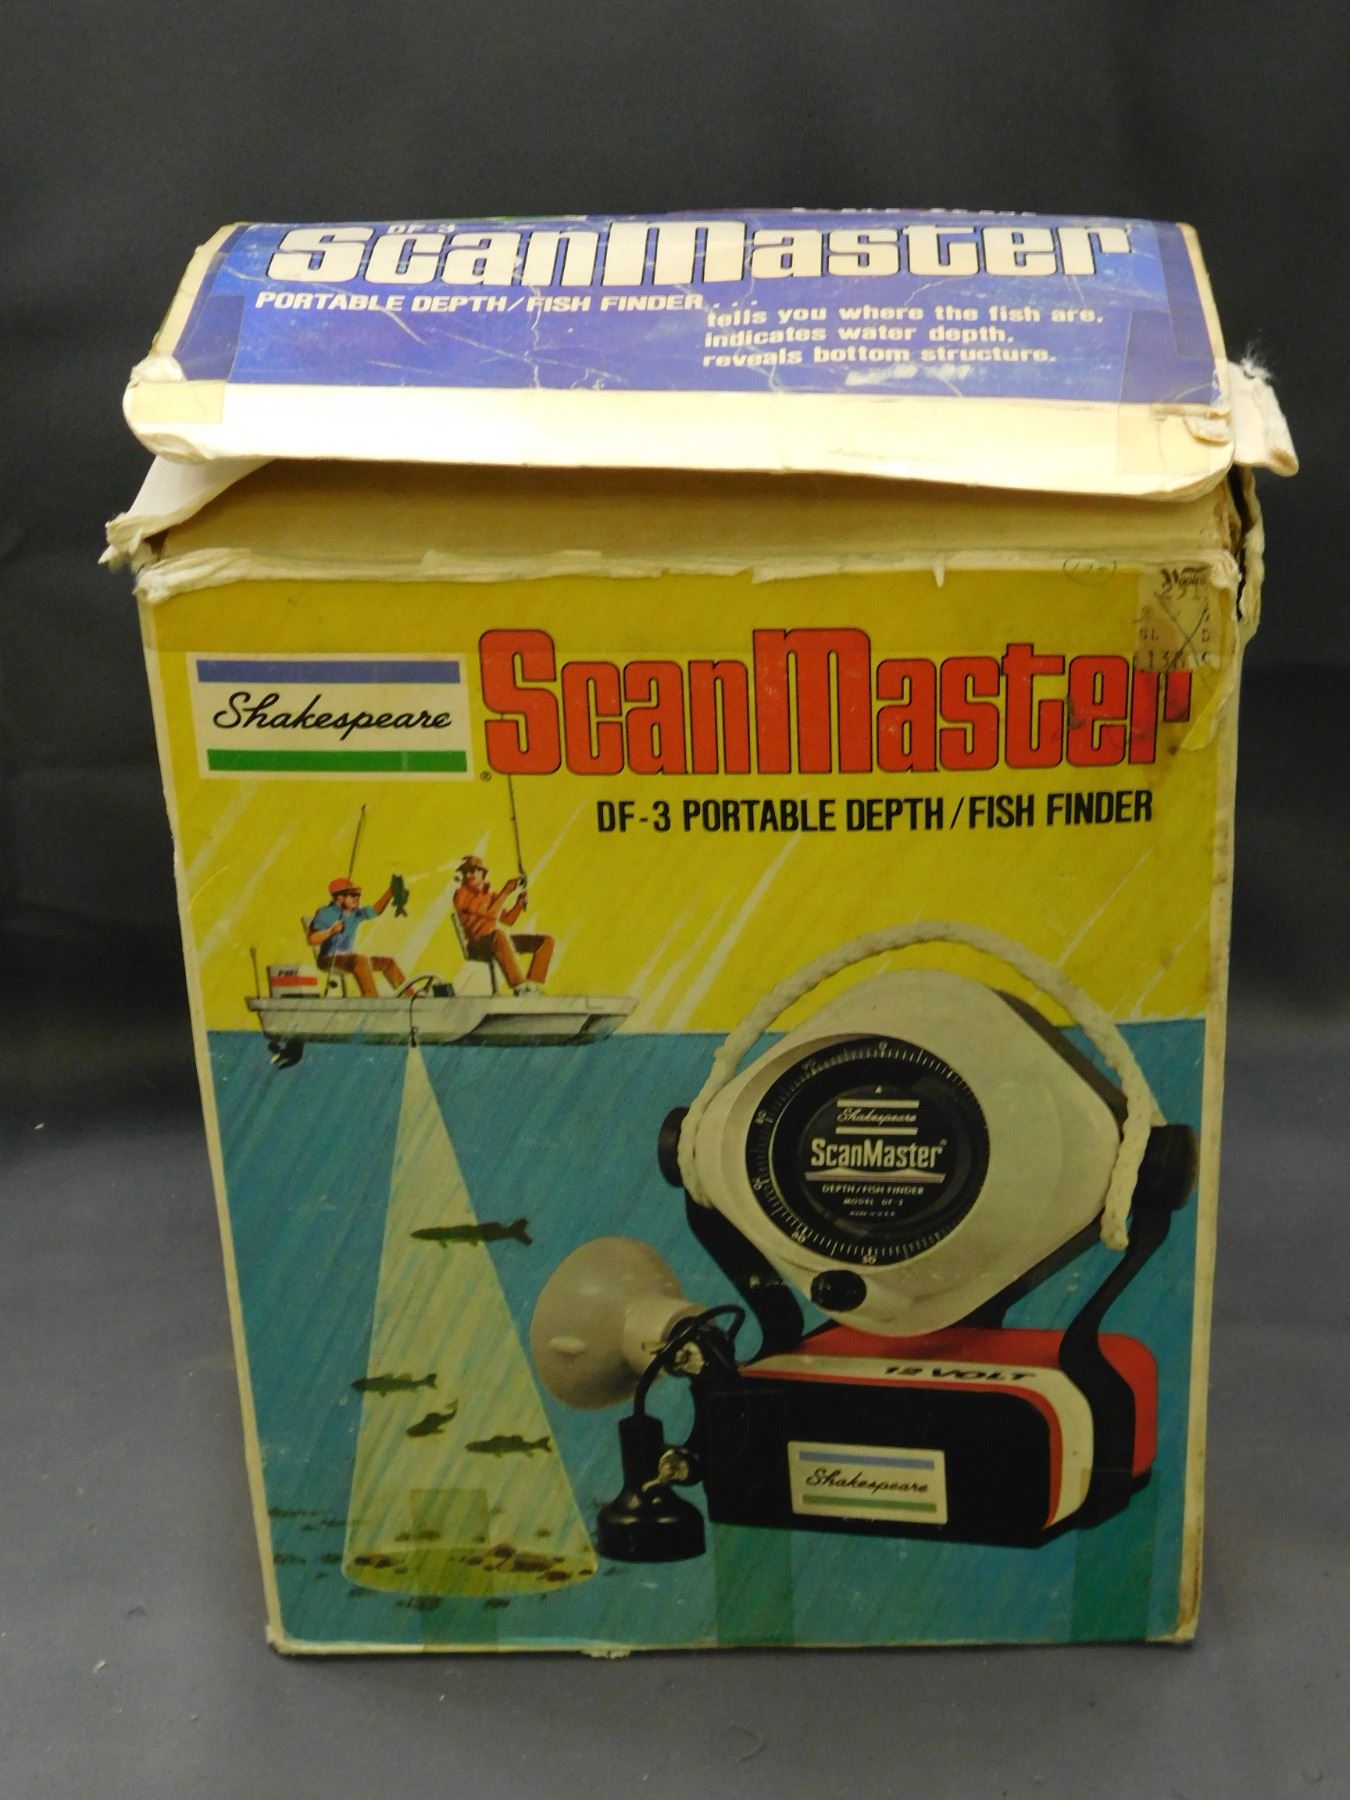 DF-3
ScanMaster
PORTABLE DEPTH/FISH FINDER...
tells you where the fish are,
indicates water depth,
reveals bottom structure.
Shakespeare
®
ScanMaster
DF-3 PORTABLE DEPTH/FISH FINDER
Shakespeare
ScanMaster®
DEPTH/FISH FINDER
MODEL DF-3
MADE IN U.S.A.
12 VOLT
Shakespeare